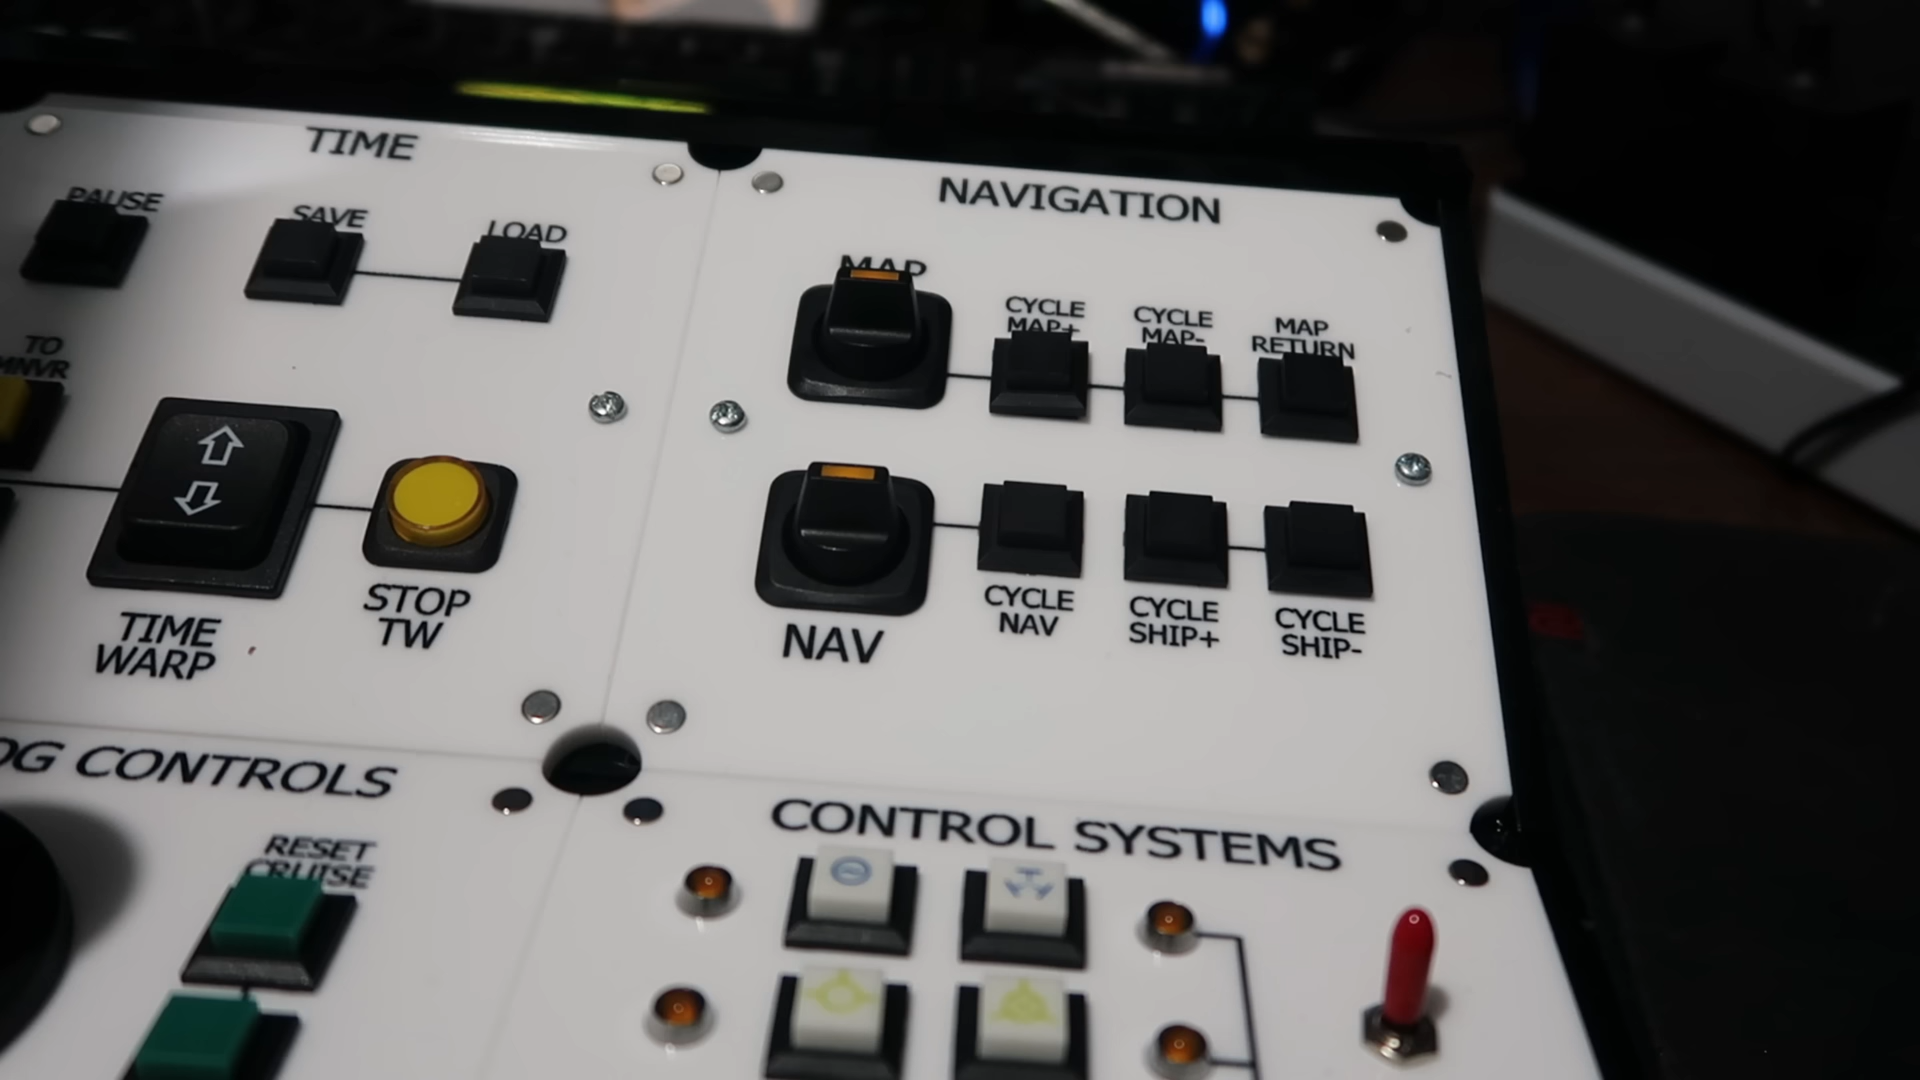 TIME
PAUSE
SAVE
LOAD
TO
MNVR
TIME
WARP
STOP
TW
NAVIGATION
MAP
CYCLE
MAP+
CYCLE
MAP-
MAP
RETURN
NAV
CYCLE
NAV
CYCLE
SHIP+
CYCLE
SHIP-
OG CONTROLS
RESET
CRUISE
CONTROL SYSTEMS